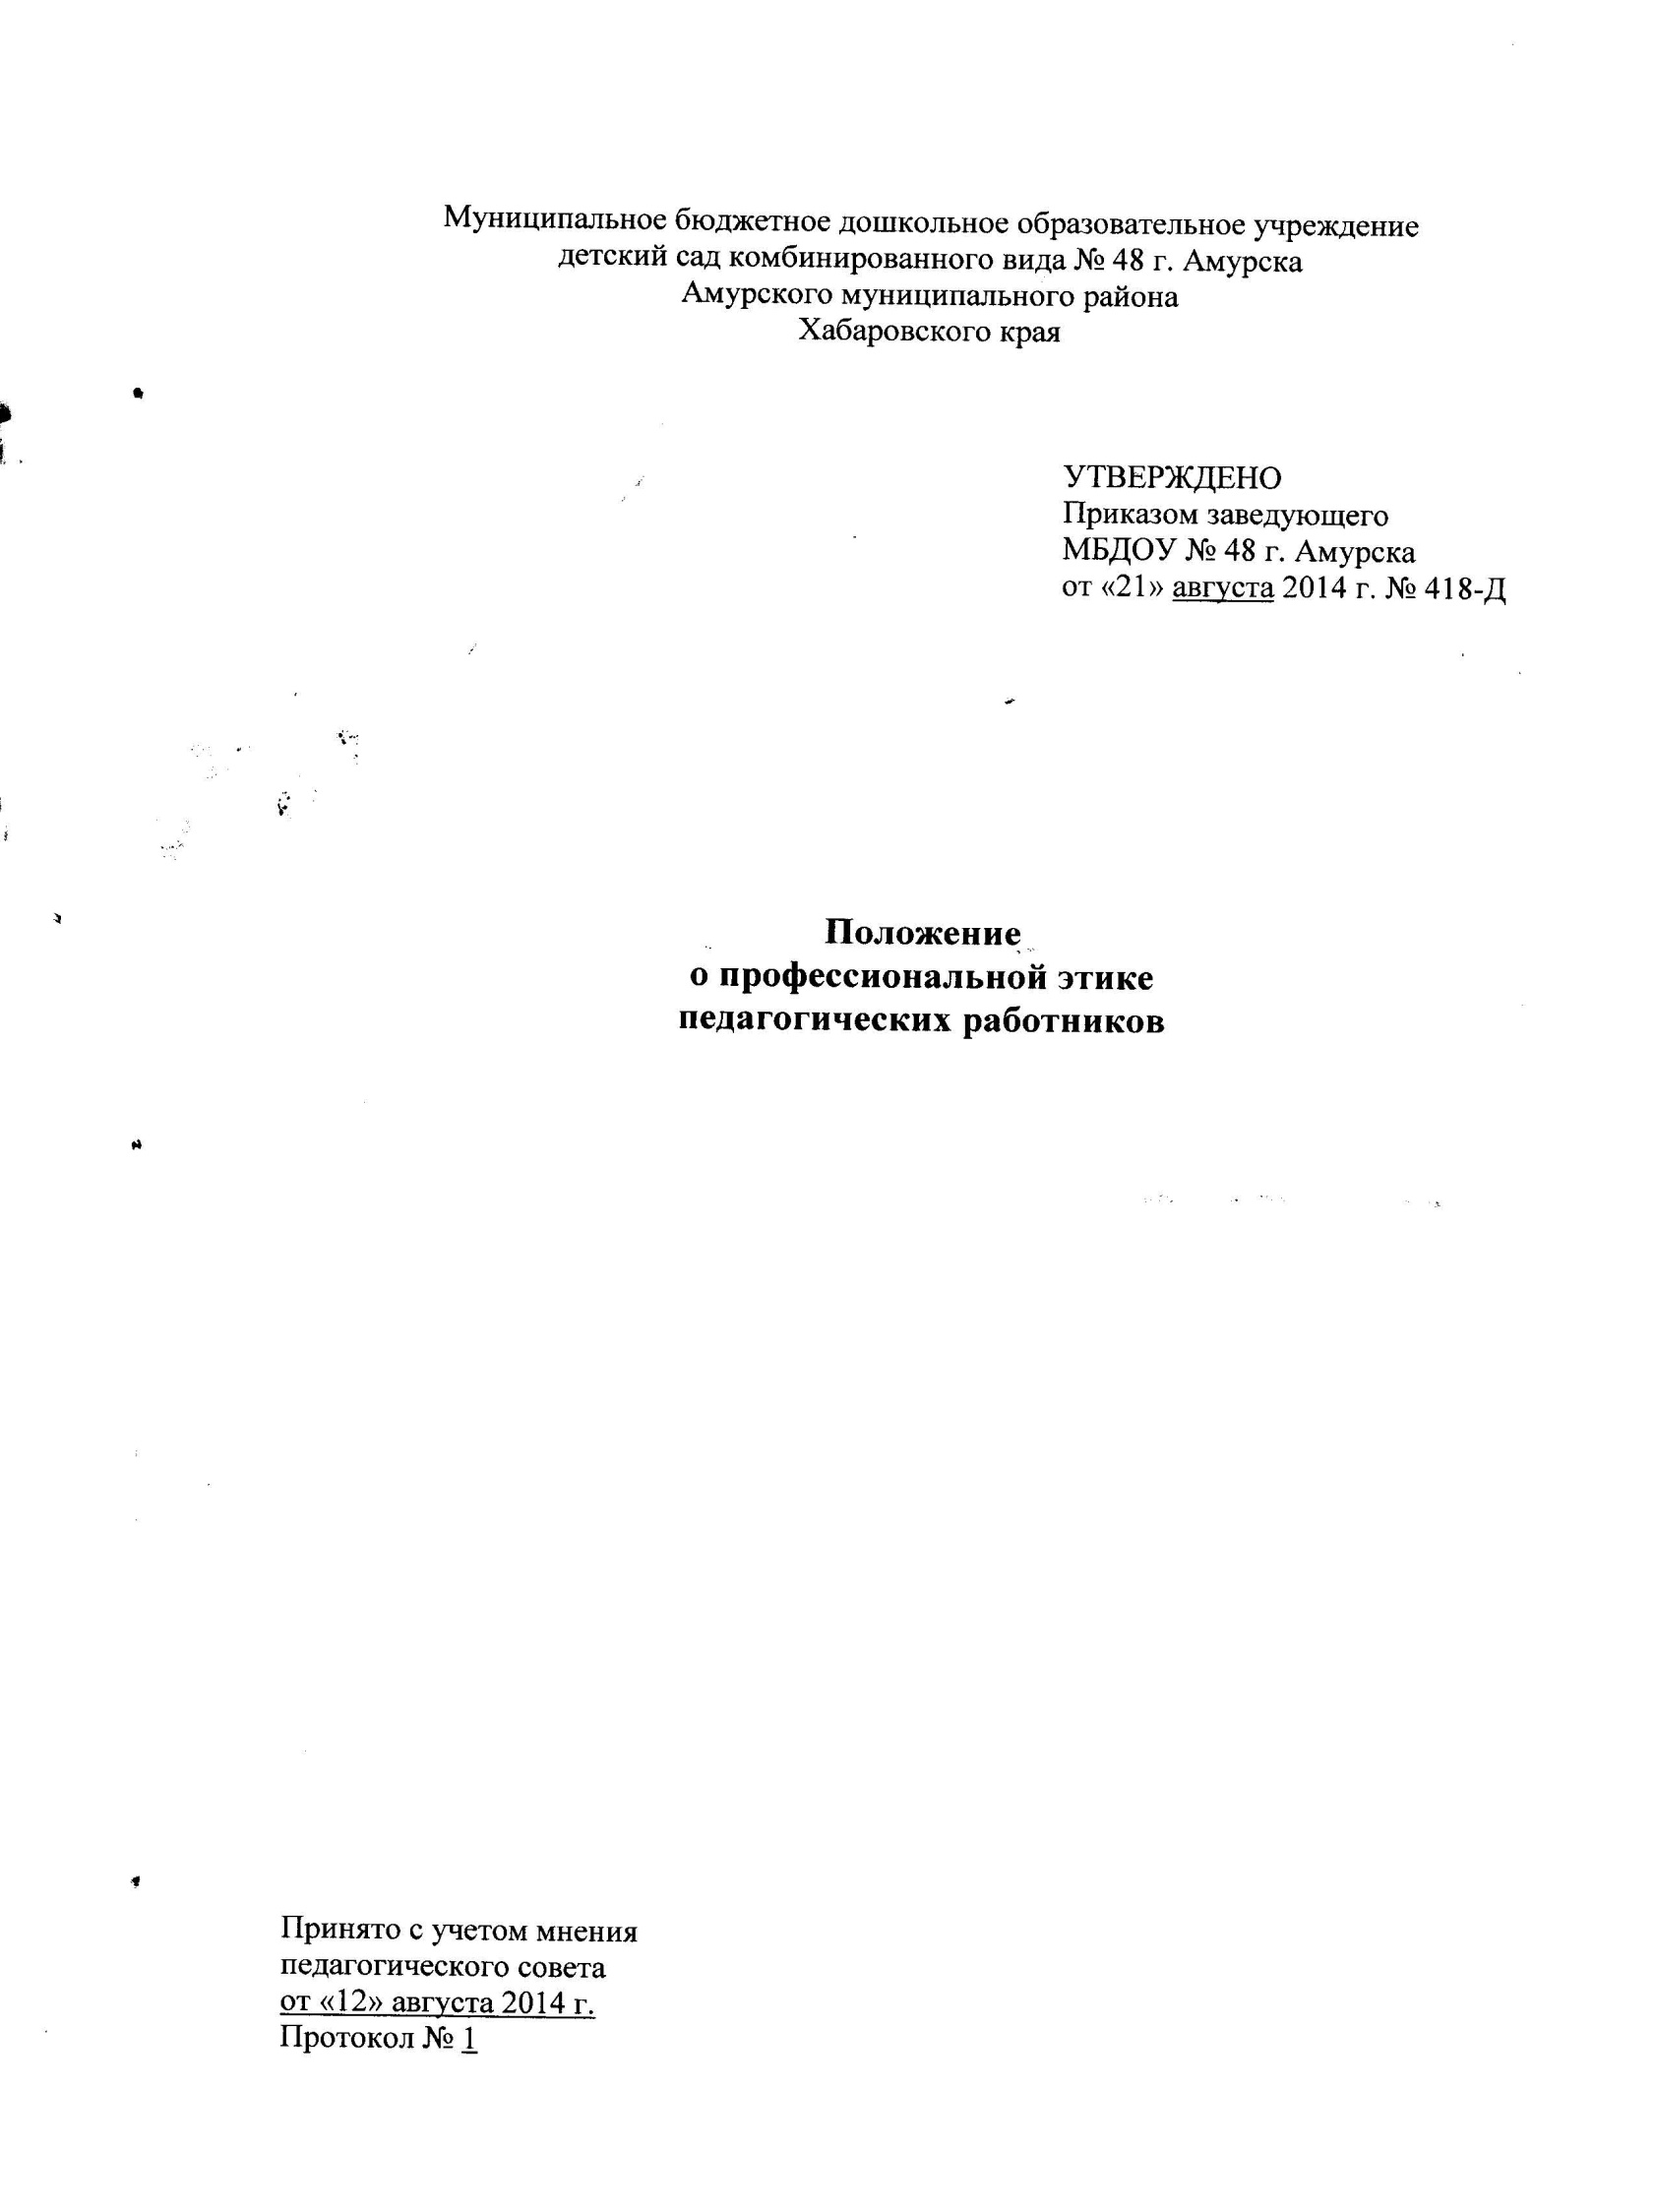 Муниципальное бюджетное дошкольное образовательное учреждение
детский сад комбинированного вида № 48 г. Амурска
Амурского муниципального района
Хабаровского края
УТВЕРЖДЕНО
Приказом заведующего
МБДОУ № 48 г. Амурска
от «21» августа 2014 г. № 418-Д
Положение
о профессиональной этике
педагогических работников
Принято с учетом мнения
педагогического совета
от «12» августа 2014 г.
Протокол № 1